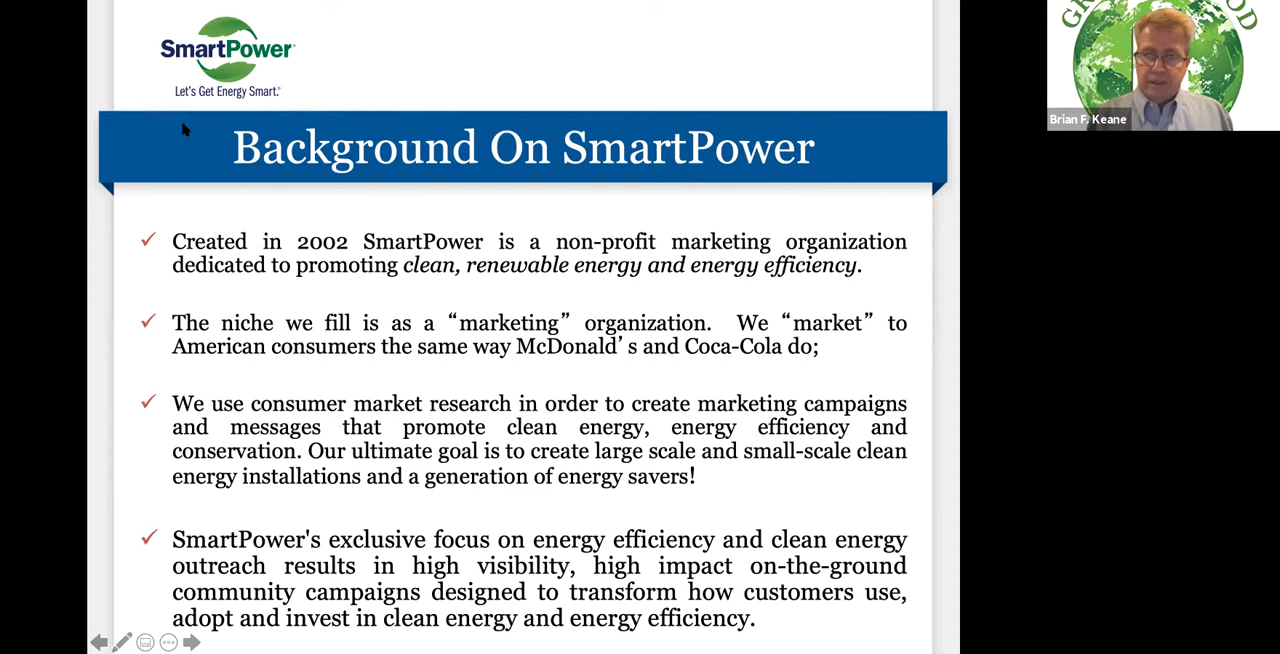 SmartPower
Let's Get Energy Smart.
Background On SmartPower
Created in 2002 SmartPower is a non-profit marketing organization
dedicated to promoting clean, renewable energy and energy efficiency.
The niche we fill is as a “marketing” organization. We “market” to
American consumers the same way McDonald’s and Coca-Cola do;
We use consumer market research in order to create marketing campaigns
and messages that promote clean energy, energy efficiency and
conservation. Our ultimate goal is to create large scale and small-scale clean
energy installations and a generation of energy savers!
SmartPower's exclusive focus on energy efficiency and clean energy
outreach results in high visibility, high impact on-the-ground
community campaigns designed to transform how customers use,
adopt and invest in clean energy and energy efficiency.
Brian F. Keane